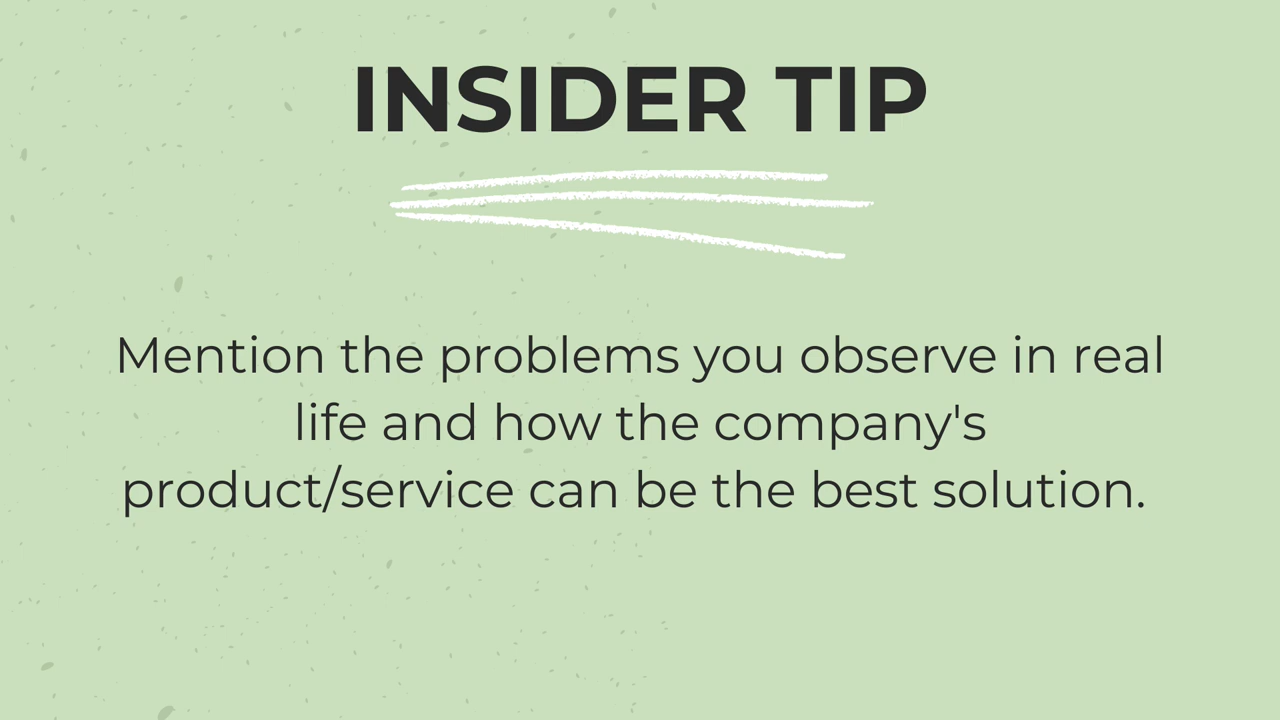 INSIDER TIP
Mention the problems you observe in real
life and how the company's
product/service can be the best solution.